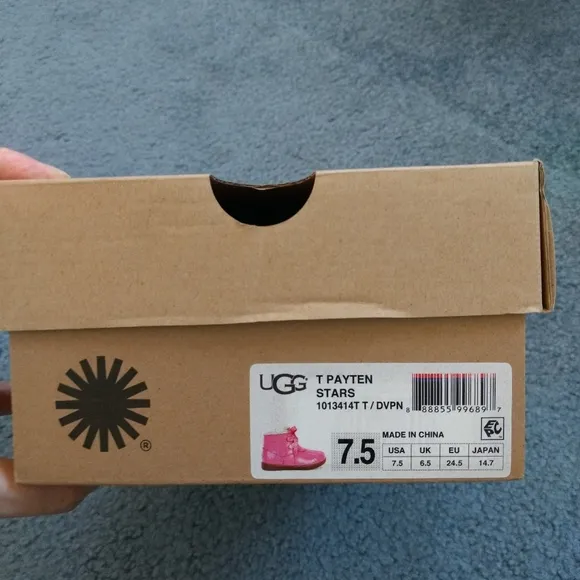 UGG®
T PAYTEN
STARS
1013414T T / DVPN
8 88855 99689 7
7.5
MADE IN CHINA
USA UK EU JAPAN
7.5 6.5 24.5 14.7
®